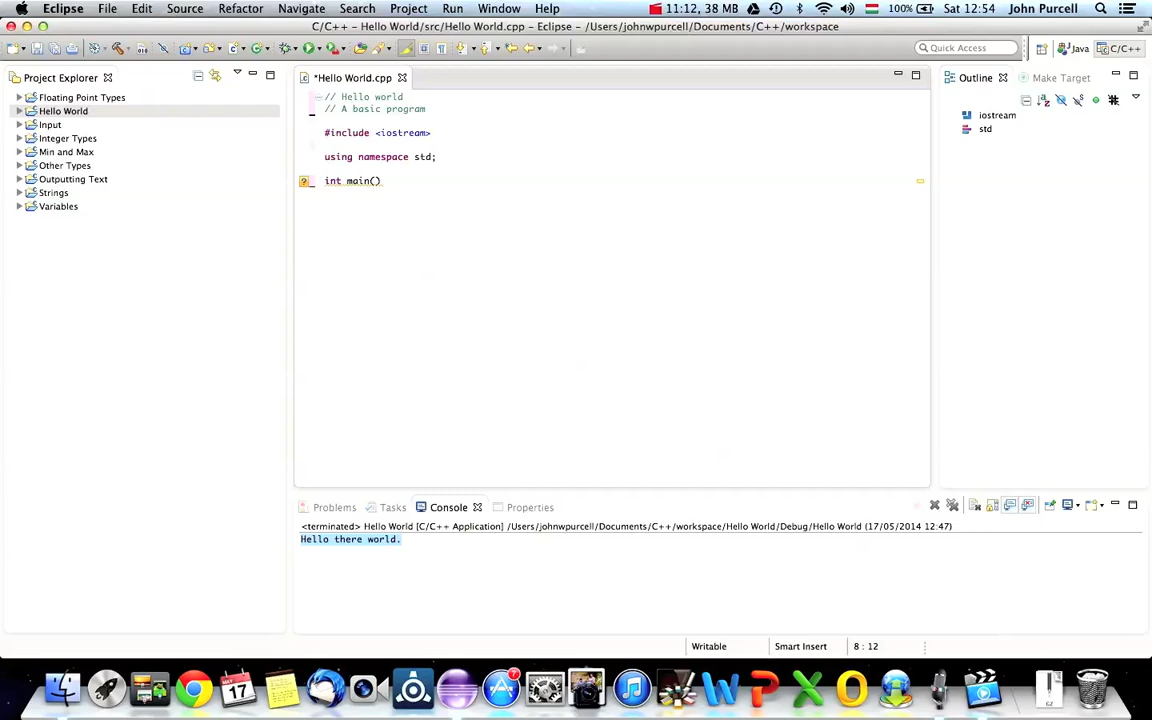 Eclipse File Edit Source Refactor Navigate Search Project Run Window Help 11:12, 38 MB 100% Sat 12:54 John Purcell
C/C++ - Hello World/src/Hello World.cpp - Eclipse - /Users/johnwpurcell/Documents/C++/workspace
Quick Access Java C/C++
Project Explorer
Floating Point Types
Hello World
Input
Integer Types
Min and Max
Other Types
Outputting Text
Strings
Variables
*Hello World.cpp
// Hello world
// A basic program
#include <iostream>
using namespace std;
int main()
Outline Make Target
iostream
std
Problems Tasks Console Properties
<terminated> Hello World [C/C++ Application] /Users/johnwpurcell/Documents/C++/workspace/Hello World/Debug/Hello World (17/05/2014 12:47)
Hello there world.
Writable Smart Insert 8 : 12
MAY
17
7